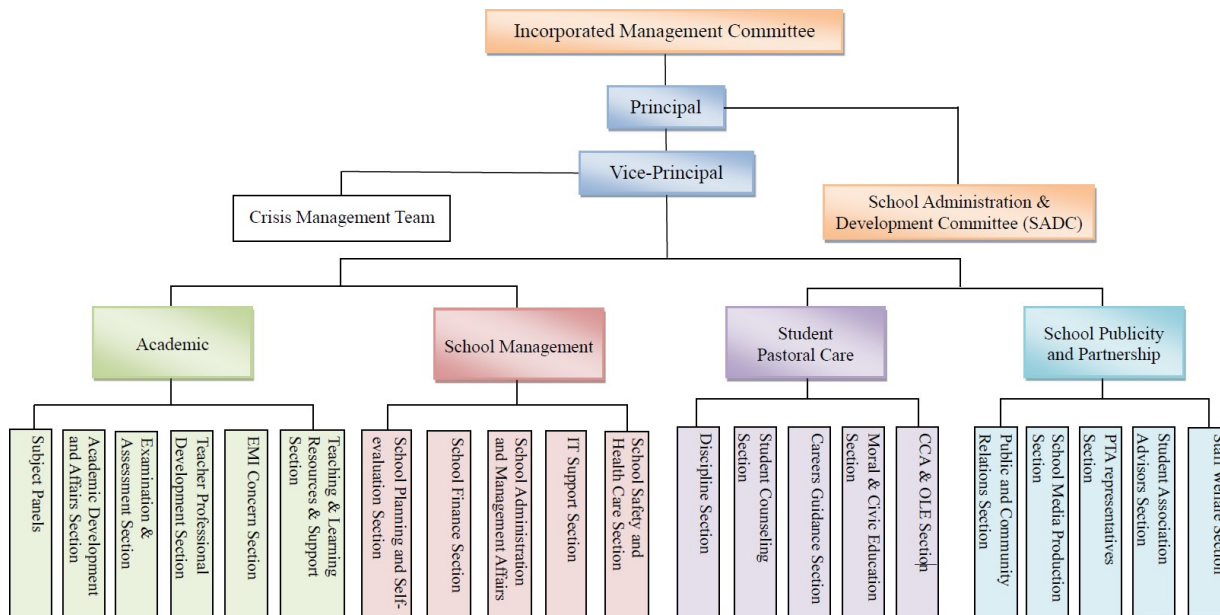 Incorporated Management Committee
Principal
Vice-Principal
Crisis Management Team
School Administration &
Development Committee (SADC)
Academic
School Management
Student
Pastoral Care
School Publicity
and Partnership
Subject Panels
Academic Development
and Affairs Section
Examination &
Assessment Section
Teacher Professional
Development Section
EMI Concern Section
Teaching & Learning
Resources & Support
Section
School Planning and Self-
evaluation Section
School Finance Section
School Administration
and Management Affairs
IT Support Section
School Safety and
Health Care Section
Discipline Section
Student Counseling
Section
Careers Guidance Section
Moral & Civic Education
Section
CCA & OLE Section
Public and Community
Relations Section
School Media Production
Section
PTA representatives
Section
Student Association
Advisors Section
Staff Welfare Section